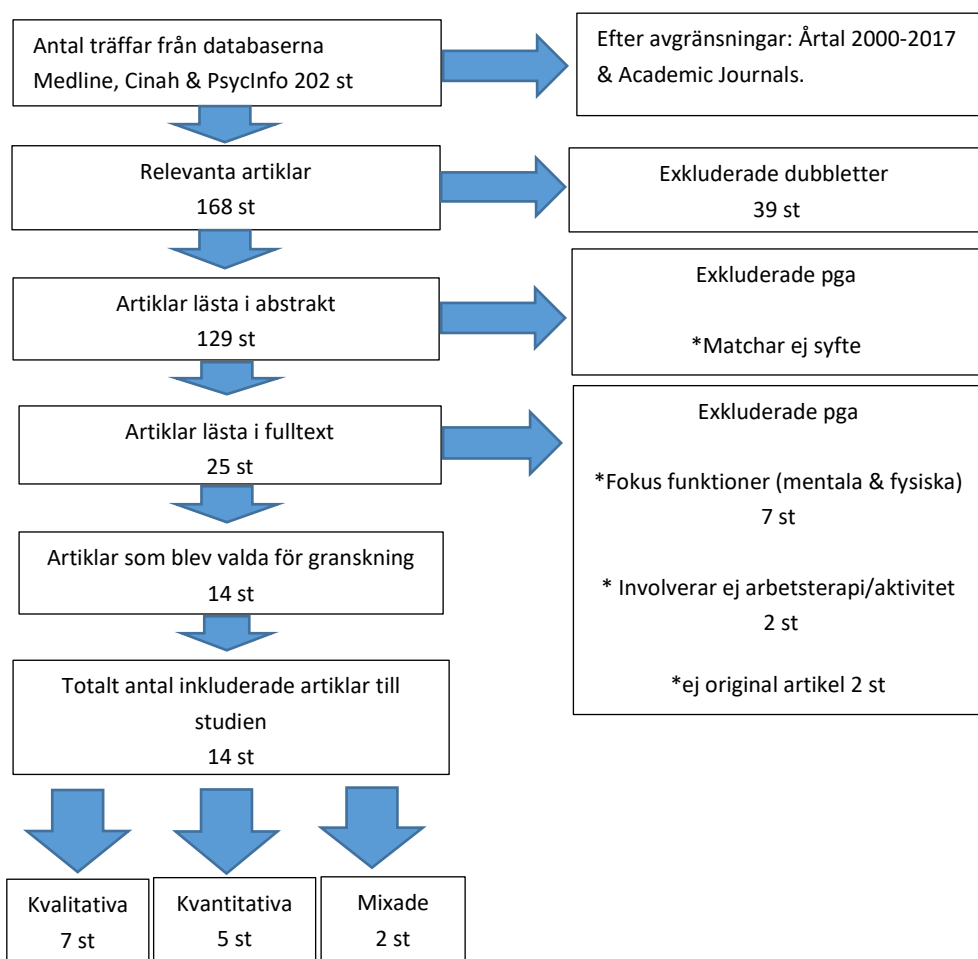 Antal träffar från databaserna
Medline, Cinah & PsycInfo 202 st
Efter avgränsningar: Årtal 2000-2017
& Academic Journals.
Relevanta artiklar
168 st
Exkluderade dubbletter
39 st
Artiklar lästa i abstrakt
129 st
Exkluderade pga
*Matchar ej syfte
Artiklar lästa i fulltext
25 st
Exkluderade pga
*Fokus funktioner (mentala & fysiska)
7 st
* Involverar ej arbetsterapi/aktivitet
2 st
*ej original artikel 2 st
Artiklar som blev valda för granskning
14 st
Totalt antal inkluderade artiklar till
studien
14 st
Kvalitativa
7 st
Kvantitativa
5 st
Mixade
2 st